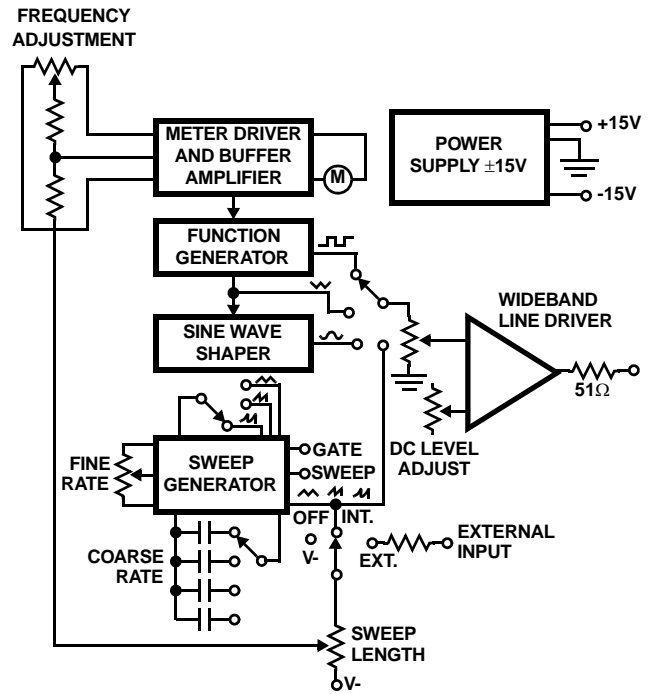 FREQUENCY
ADJUSTMENT
METER DRIVER
AND BUFFER
AMPLIFIER
M
POWER
SUPPLY ±15V
+15V
-15V
FUNCTION
GENERATOR
SINE WAVE
SHAPER
WIDEBAND
LINE DRIVER
51Ω
DC LEVEL
ADJUST
FINE
RATE
SWEEP
GENERATOR
GATE
SWEEP
OFF
INT.
V-
EXT.
EXTERNAL
INPUT
COARSE
RATE
SWEEP
LENGTH
V-